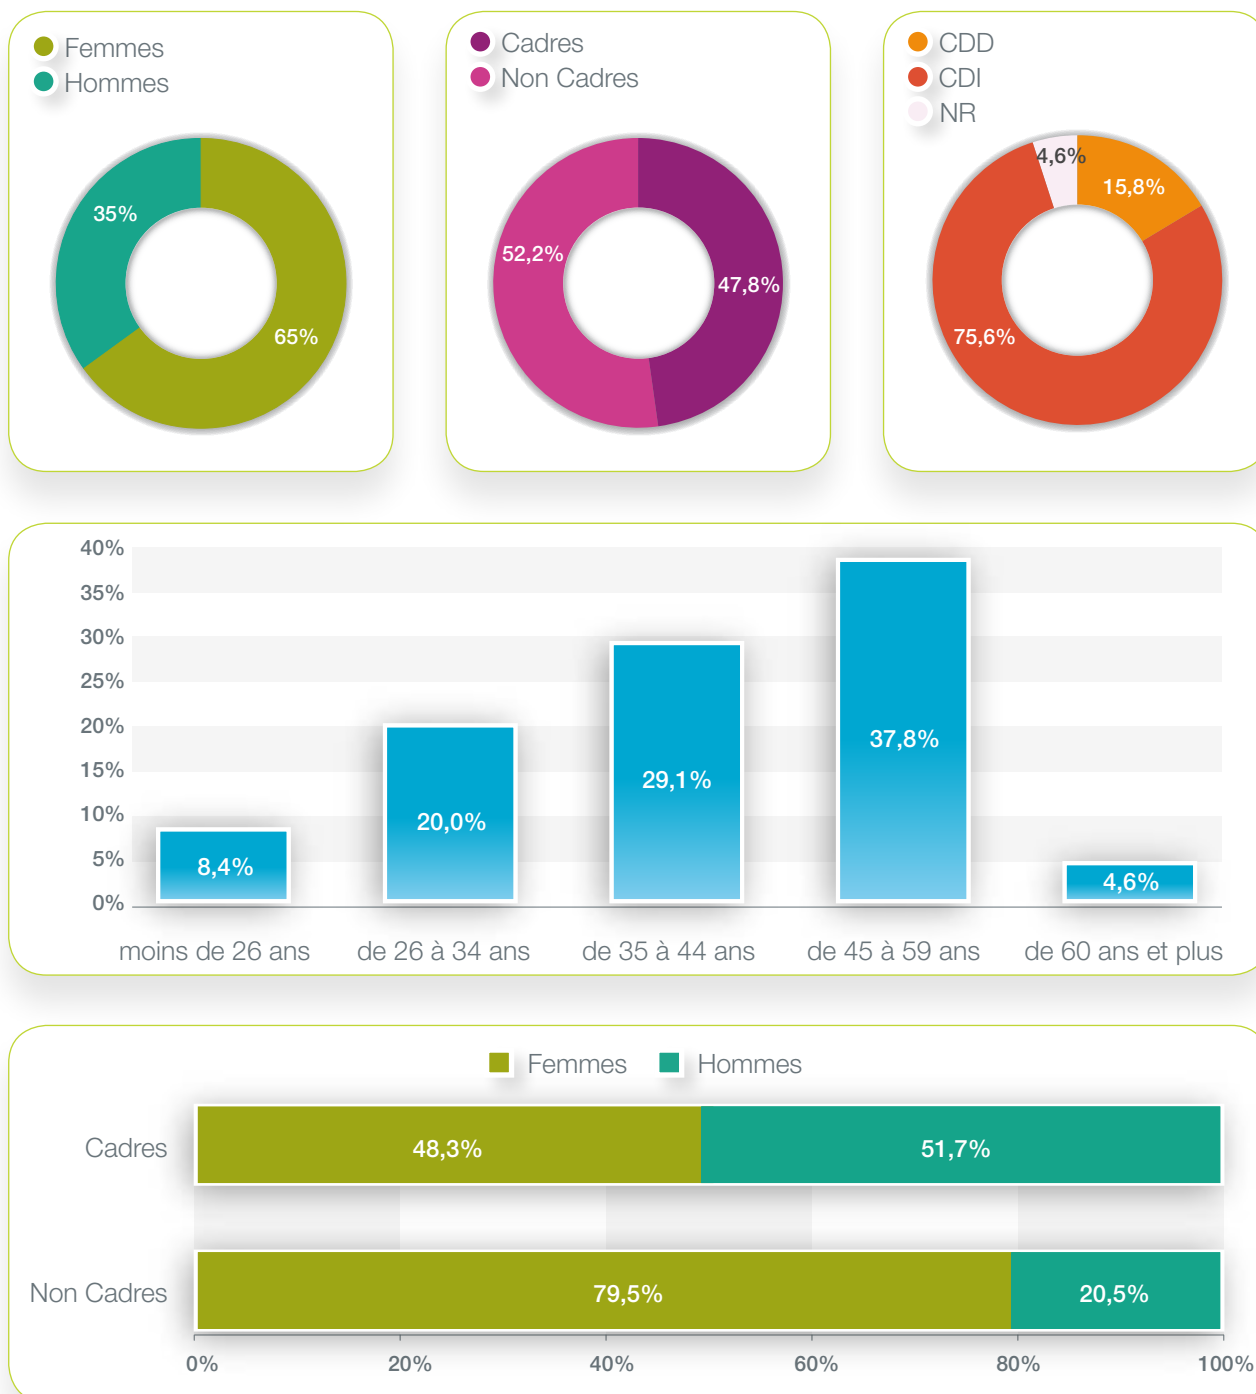 Femmes
Hommes
35%
65%
Cadres
Non Cadres
52,2%
47,8%
CDD
CDI
NR
4,6%
15,8%
75,6%
40%
35%
30%
25%
20%
15%
10%
5%
0%
8,4%
20,0%
29,1%
37,8%
4,6%
moins de 26 ans
de 26 à 34 ans
de 35 à 44 ans
de 45 à 59 ans
de 60 ans et plus
Femmes Hommes
Cadres 48,3% 51,7%
Non Cadres 79,5% 20,5%
0% 20% 40% 60% 80% 100%